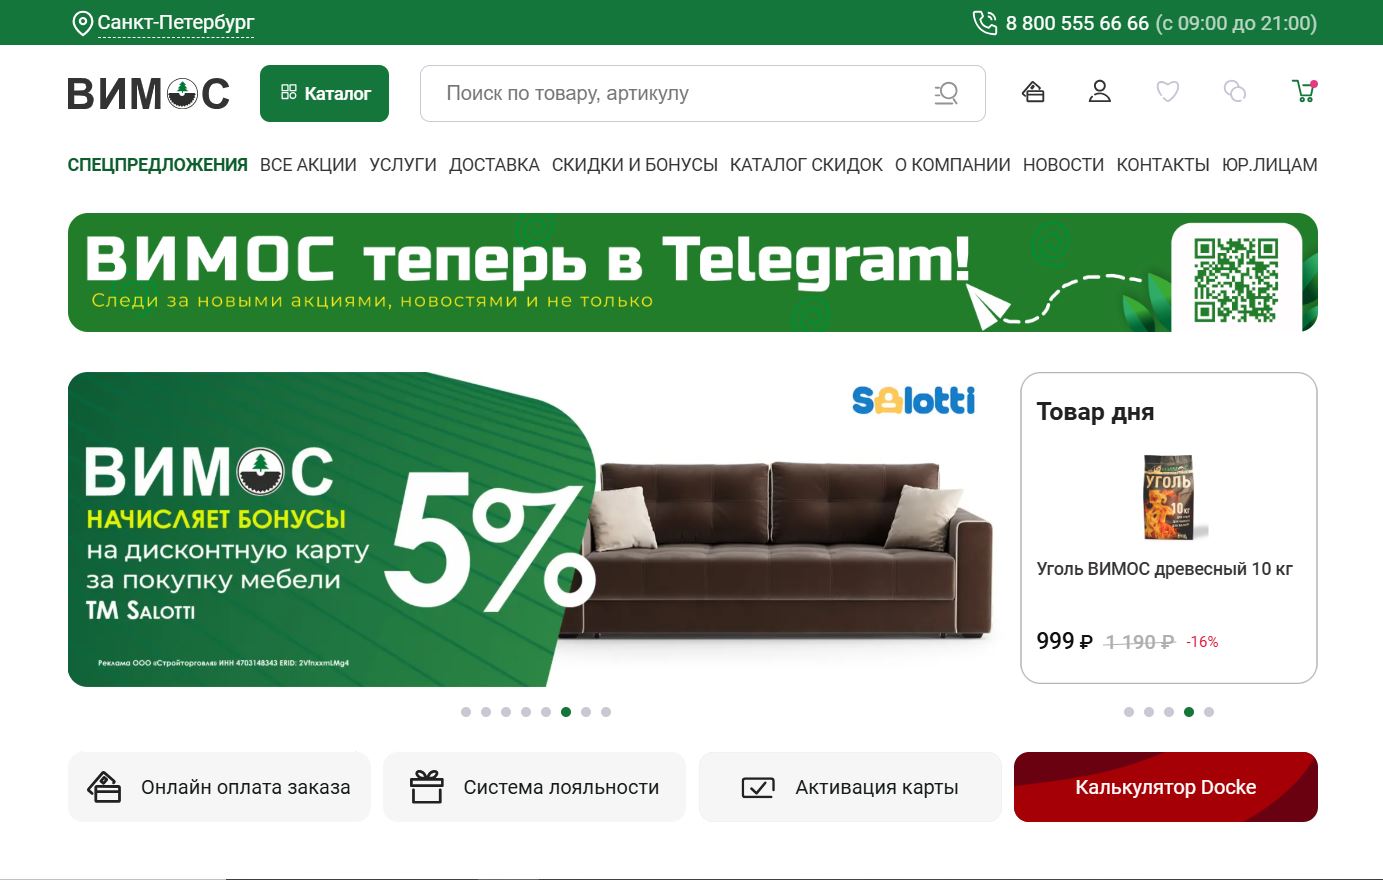 Санкт-Петербург
8 800 555 66 66 (с 09:00 до 21:00)
ВИМОС
Каталог
Поиск по товару, артикулу
СПЕЦПРЕДЛОЖЕНИЯ ВСЕ АКЦИИ УСЛУГИ ДОСТАВКА СКИДКИ И БОНУСЫ КАТАЛОГ СКИДОК О КОМПАНИИ НОВОСТИ КОНТАКТЫ ЮР.ЛИЦАМ
ВИМОС теперь в Telegram!
Следи за новыми акциями, новостями и не только
Salotti
ВИМОС
НАЧИСЛЯЕТ БОНУСЫ
на дисконтную карту
за покупку мебели
ТМ SALOTTI
5%
Реклама ООО «Стройторговля» ИНН 4703148343 ERID: 2VfnxxmLMg4
Товар дня
УГОЛЬ
10кг
Уголь ВИМОС древесный 10 кг
999 ₽ 1 190 ₽ -16%
Онлайн оплата заказа
Система лояльности
Активация карты
Калькулятор Docke